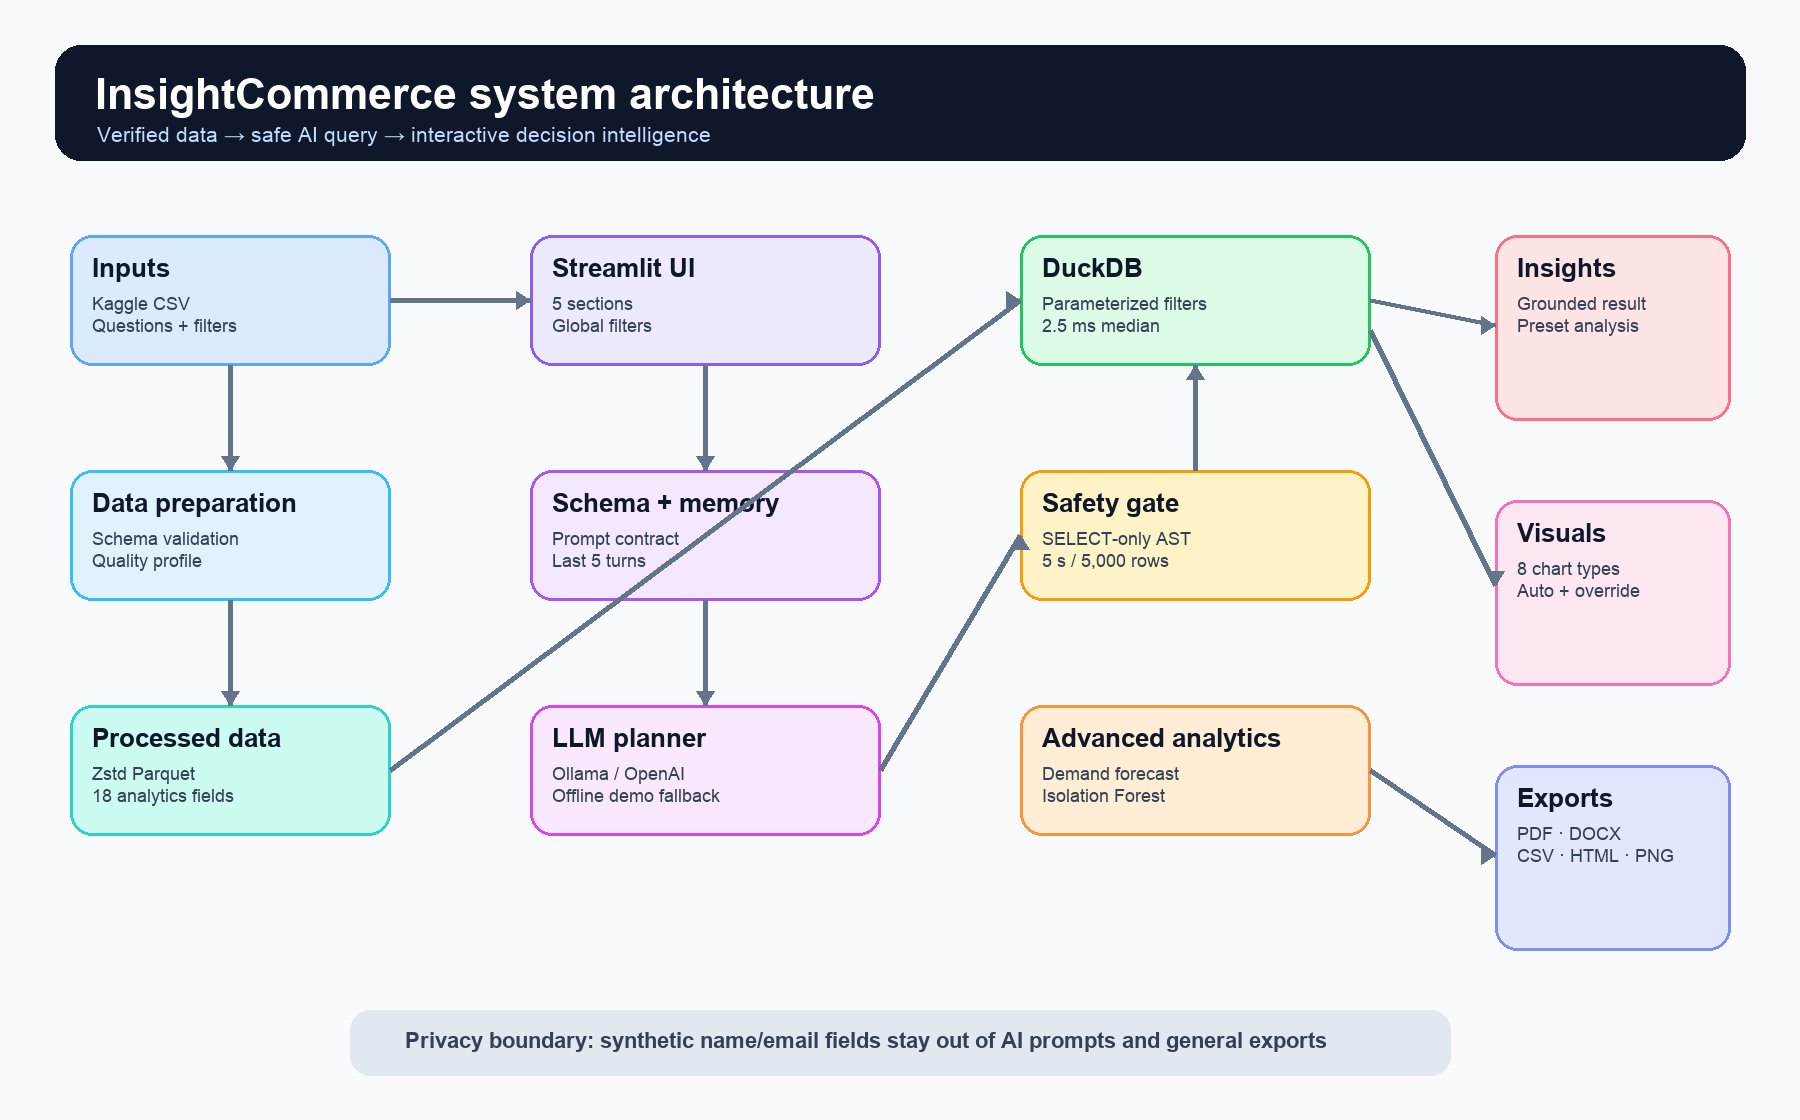 InsightCommerce system architecture
Verified data → safe AI query → interactive decision intelligence
Inputs
Kaggle CSV
Questions + filters
Streamlit UI
5 sections
Global filters
DuckDB
Parameterized filters
2.5 ms median
Insights
Grounded result
Preset analysis
Data preparation
Schema validation
Quality profile
Schema + memory
Prompt contract
Last 5 turns
Safety gate
SELECT-only AST
5 s / 5,000 rows
Visuals
8 chart types
Auto + override
Processed data
Zstd Parquet
18 analytics fields
LLM planner
Ollama / OpenAI
Offline demo fallback
Advanced analytics
Demand forecast
Isolation Forest
Exports
PDF · DOCX
CSV · HTML · PNG
Privacy boundary: synthetic name/email fields stay out of AI prompts and general exports